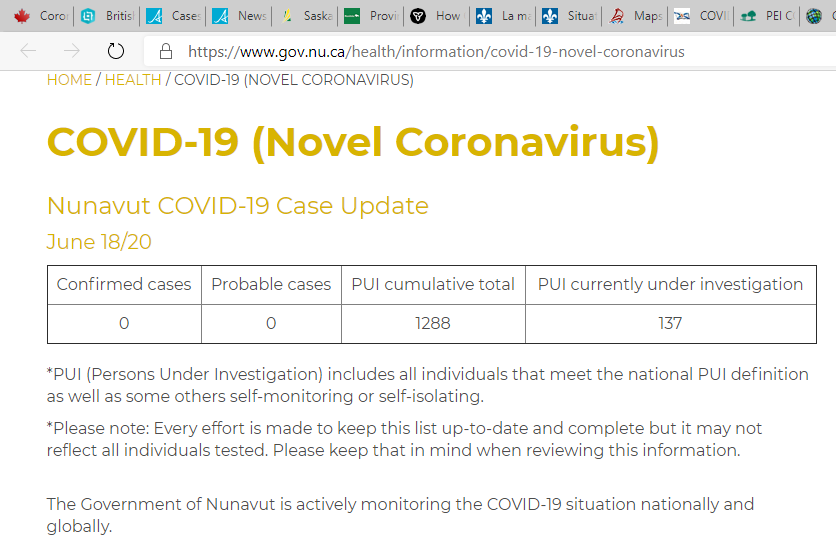 Coror
British
Cases
News
Saska
Provi
How
La ma
Situat
Maps
COVI
PEI C
https://www.gov.nu.ca/health/information/covid-19-novel-coronavirus
HOME / HEALTH / COVID-19 (NOVEL CORONAVIRUS)
COVID-19 (Novel Coronavirus)
Nunavut COVID-19 Case Update
June 18/20
Confirmed cases Probable cases PUI cumulative total PUI currently under investigation
0 0 1288 137
*PUI (Persons Under Investigation) includes all individuals that meet the national PUI definition
as well as some others self-monitoring or self-isolating.
*Please note: Every effort is made to keep this list up-to-date and complete but it may not
reflect all individuals tested. Please keep that in mind when reviewing this information.
The Government of Nunavut is actively monitoring the COVID-19 situation nationally and
globally.